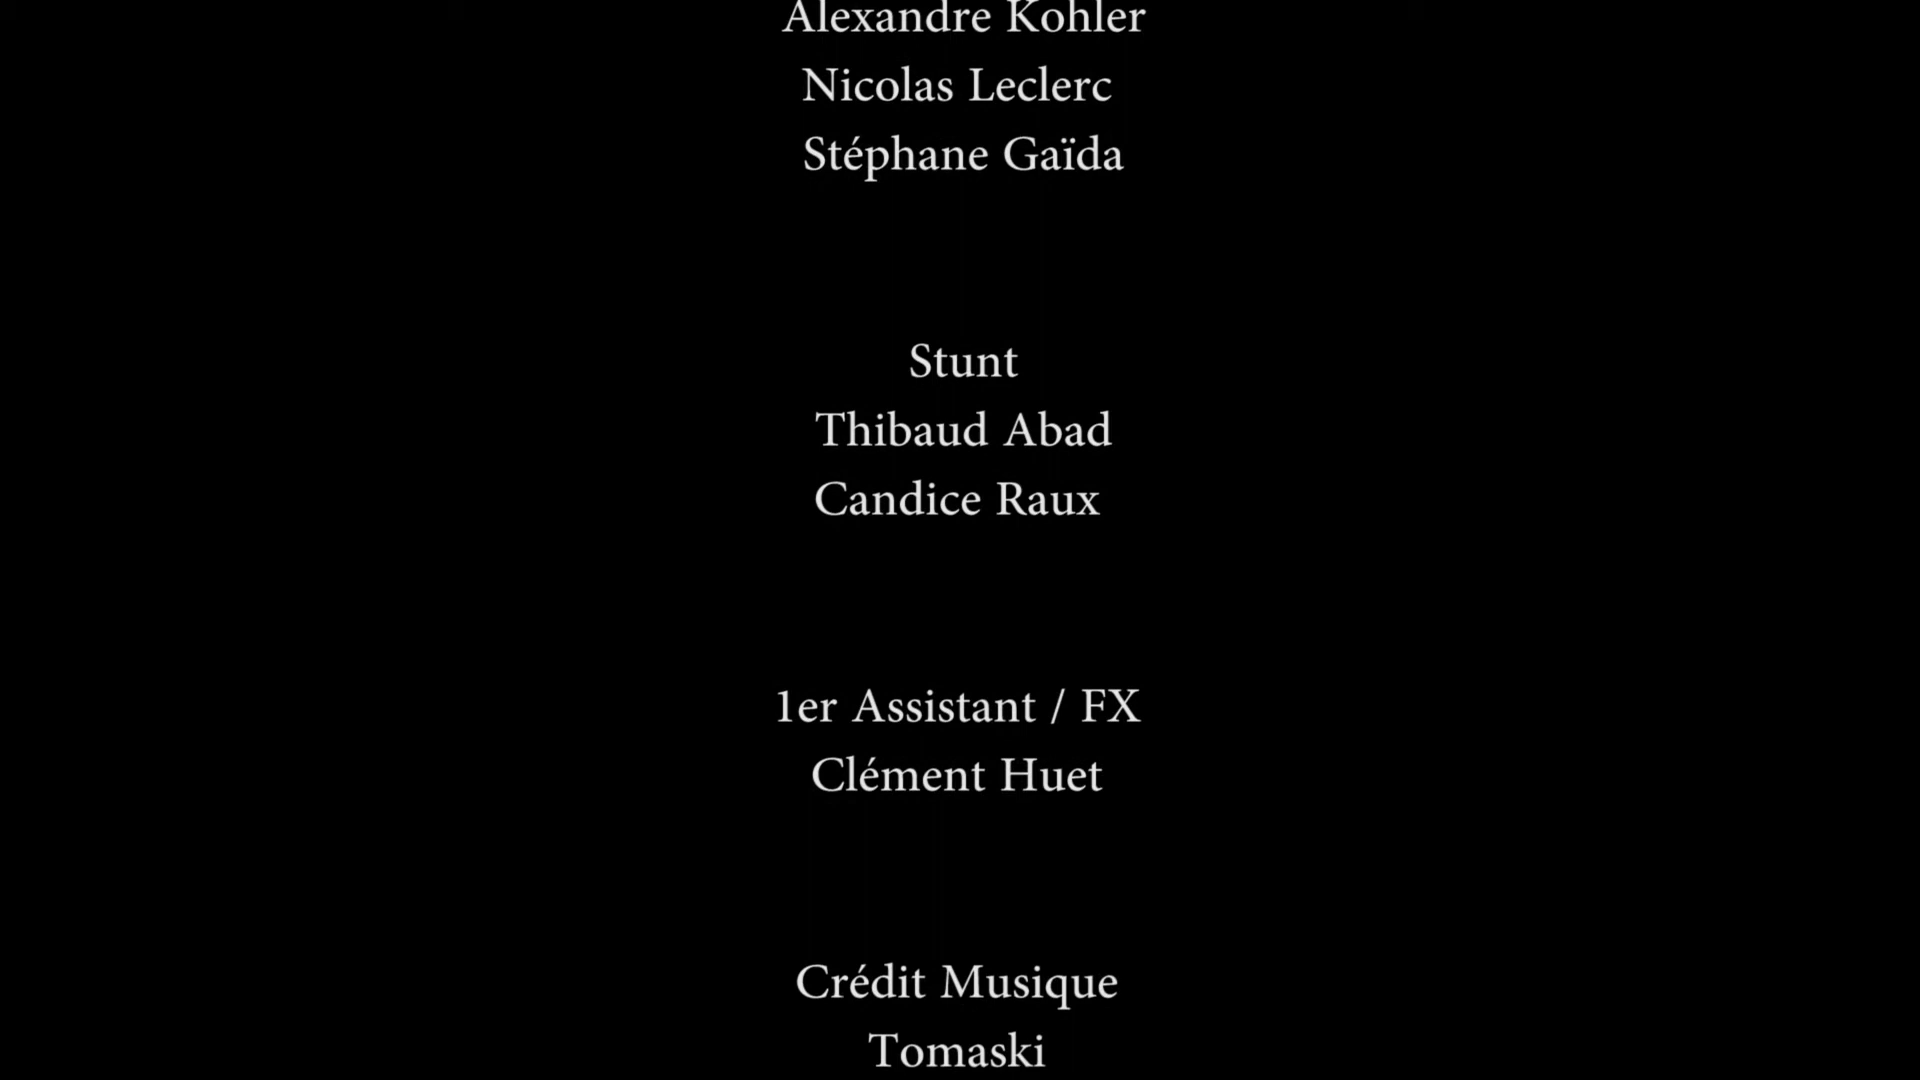 Alexandre Kohler
Nicolas Leclerc
Stéphane Gaïda
Stunt
Thibaud Abad
Candice Raux
1er Assistant / FX
Clément Huet
Crédit Musique
Tomaski